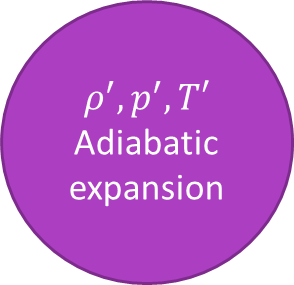 ρ′, p′, T′
Adiabatic
expansion